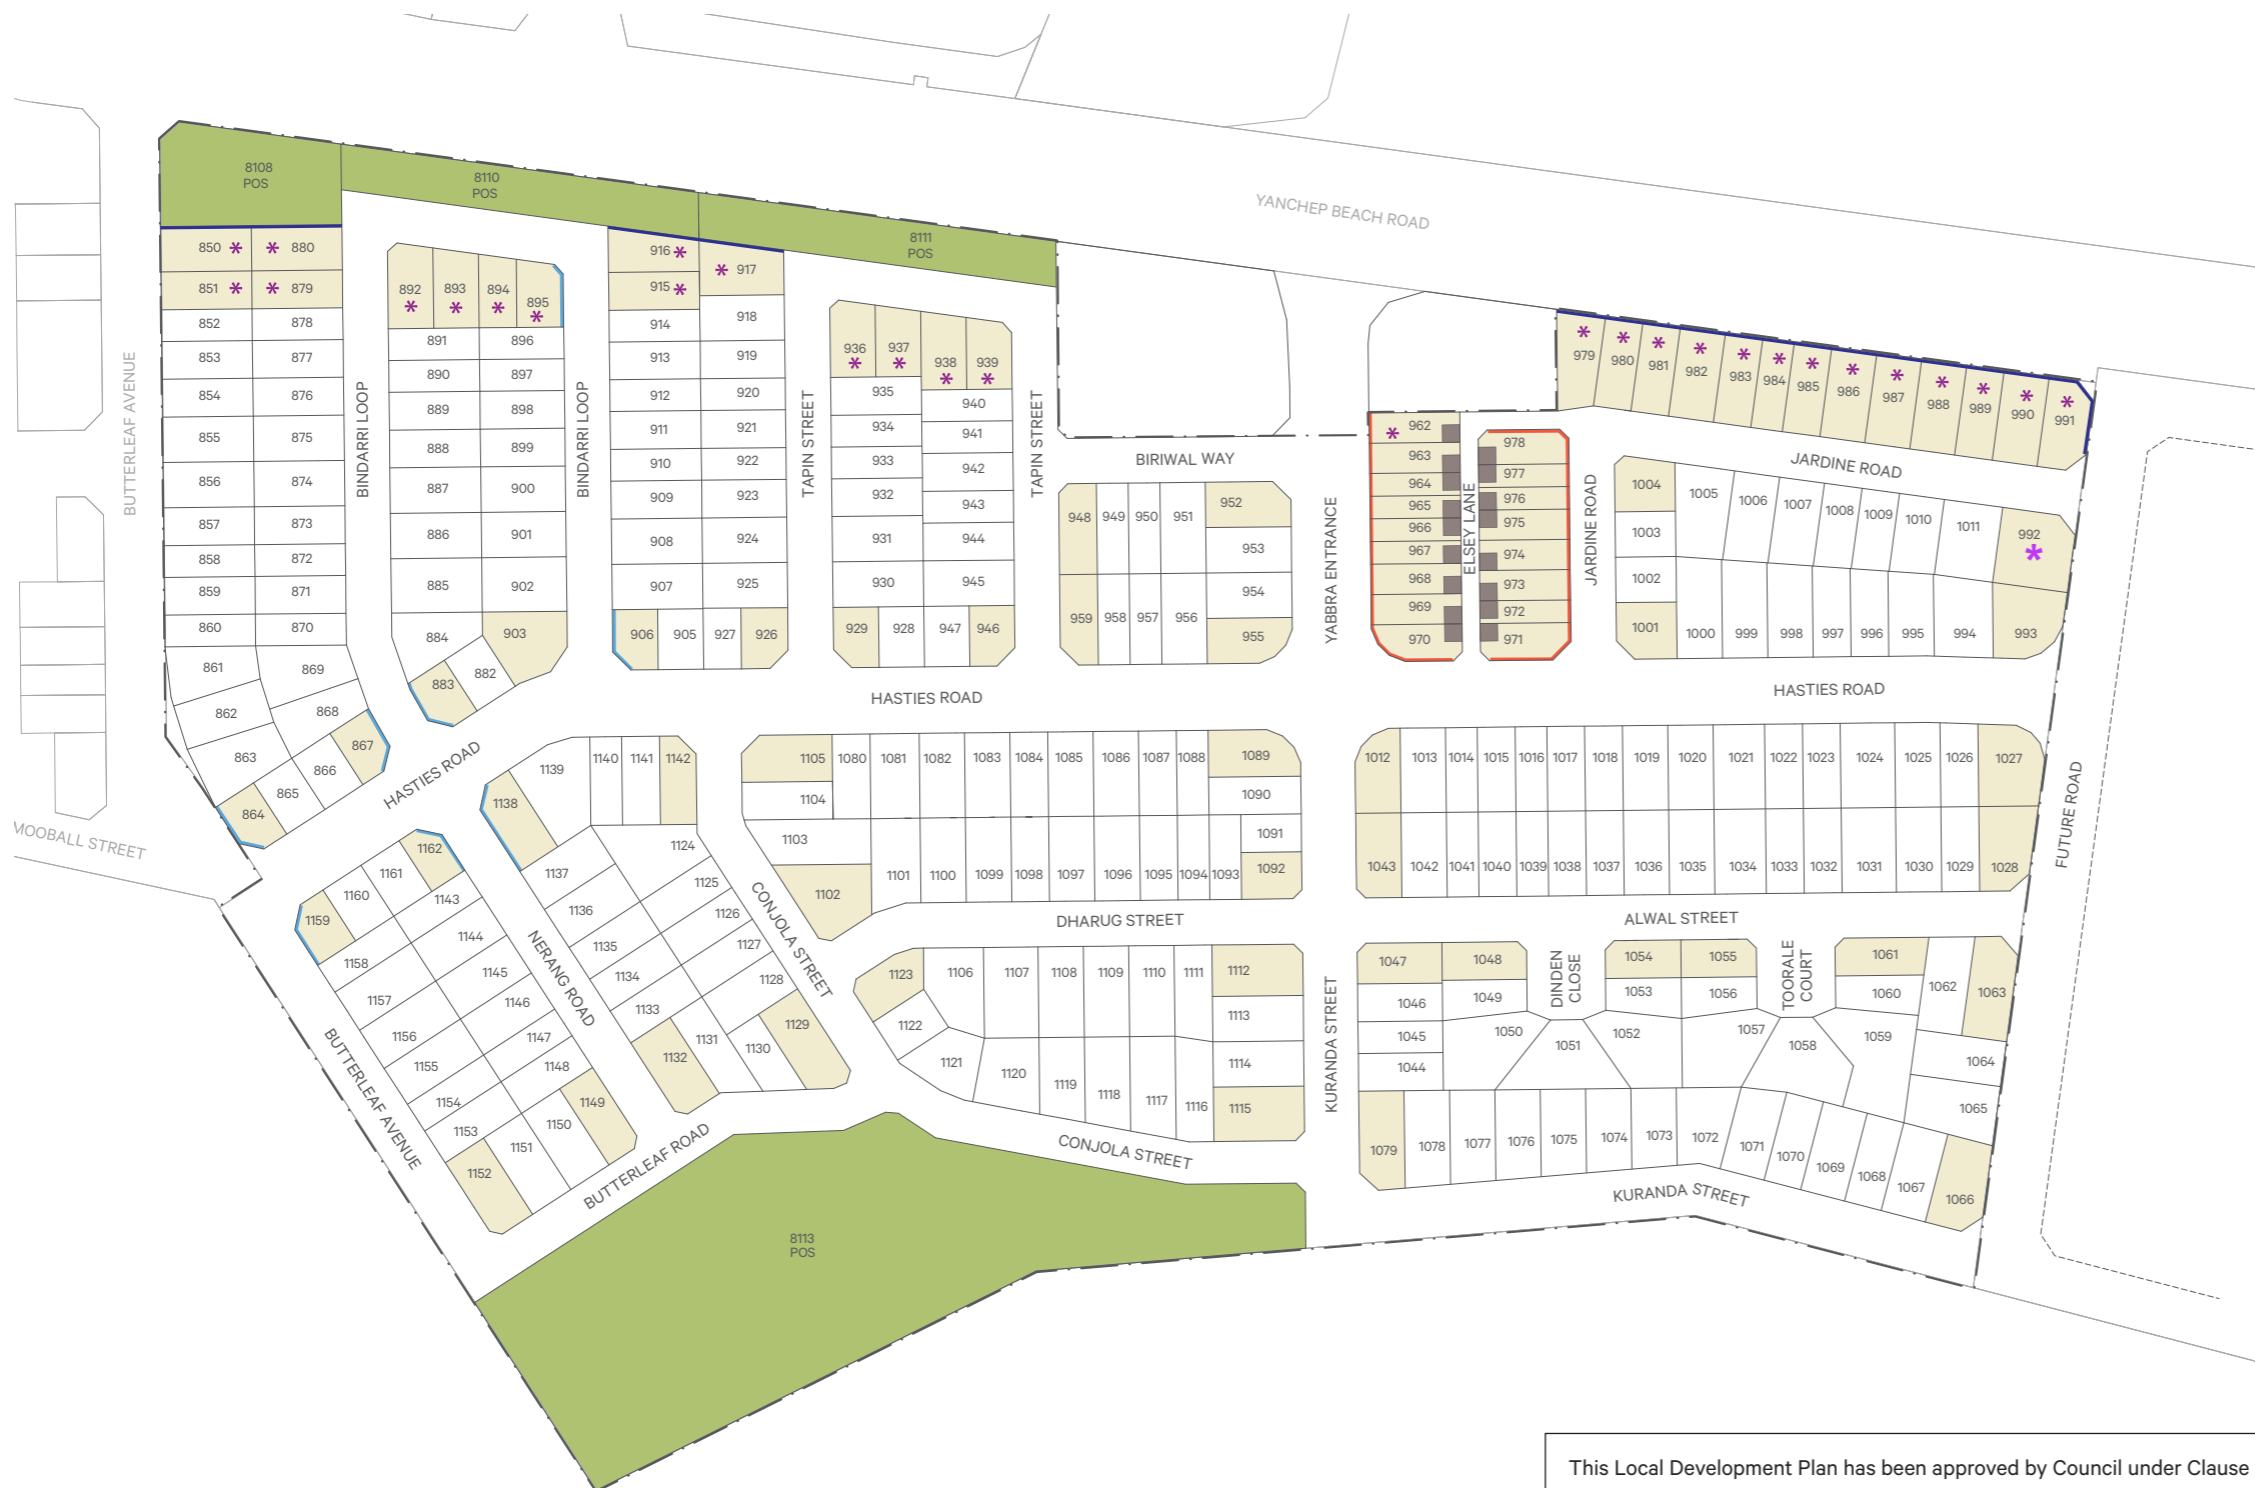 YANCHEP BEACH ROAD
8108
POS
8110
POS
8111
POS
BUTTERLEAF AVENUE
850 * * 880
851 * * 879
852 878
853 877
854 876
855 875
856 874
857 873
858 872
859 871
860 870
861 869
862 868
863 867
866
865
864
BINDARRI LOOP
892 893 894 895
* * * *
891 896
890 897
889 898
888 899
887 900
886 901
885 902
884 903
883 882
BINDARRI LOOP
916 * * 917
915 *
914 918
913 919
912 920
911 921
910 922
909 923
908 924
907 925
906 905 927 926
TAPIN STREET
936 937 938 939
* * * *
935 940
934 941
933 942
932 943
931 944
930 945
929 928 947 946
TAPIN STREET
BIRIWAL WAY
948 949 950 951 952
953
954
959 958 957 956 955
YABBRA ENTRANCE
* 962
963
964
965
966
967
968
969
970
ELSEY LANE
978
977
976
975
974
973
972
971
JARDINE ROAD
* * * * * * * * * * * * *
979 980 981 982 983 984 985 986 987 988 989 990 991
JARDINE ROAD
1004 1005 1006 1007 1008 1009 1010 1011 992
*
1003
1002
1001 1000 999 998 997 996 995 994 993
HASTIES ROAD
HASTIES ROAD
HASTIES ROAD
MOOBALL STREET
1138 1139 1140 1141 1142
1137 1124
1136 1125
1135 1126
1134 1127
1133 1128
1132 1131 1130 1129
1159 1160 1161 1162
1158 1143
1157 1144
1156 1145
1155 1146
1154 1147
1153 1148
1152 1151 1150 1149
NERANG ROAD
CONJOLA STREET
BUTTERLEAF AVENUE
BUTTERLEAF ROAD
1105 1080 1081 1082 1083 1084 1085 1086 1087 1088 1089
1104 1090
1103 1091
1102 1101 1100 1099 1098 1097 1096 1095 1094 1093 1092
DHARUG STREET
1123 1106 1107 1108 1109 1110 1111 1112
1122 1113
1121 1114
1120 1119 1118 1117 1116 1115
CONJOLA STREET
KURANDA STREET
1012 1013 1014 1015 1016 1017 1018 1019 1020 1021 1022 1023 1024 1025 1026 1027
1043 1042 1041 1040 1039 1038 1037 1036 1035 1034 1033 1032 1031 1030 1029 1028
FUTURE ROAD
ALWAL STREET
1047 1048
1046 1049
1045 1050
1044
DINDEN
CLOSE
1051
1054 1055
1053 1056
1052 1057
TOORALE
COURT
1058
1061
1060
1059
1062 1063
1064
1065
1079 1078 1077 1076 1075 1074 1073 1072 1071 1070 1069 1068 1067 1066
KURANDA STREET
8113
POS
This Local Development Plan has been approved by Council under Clause